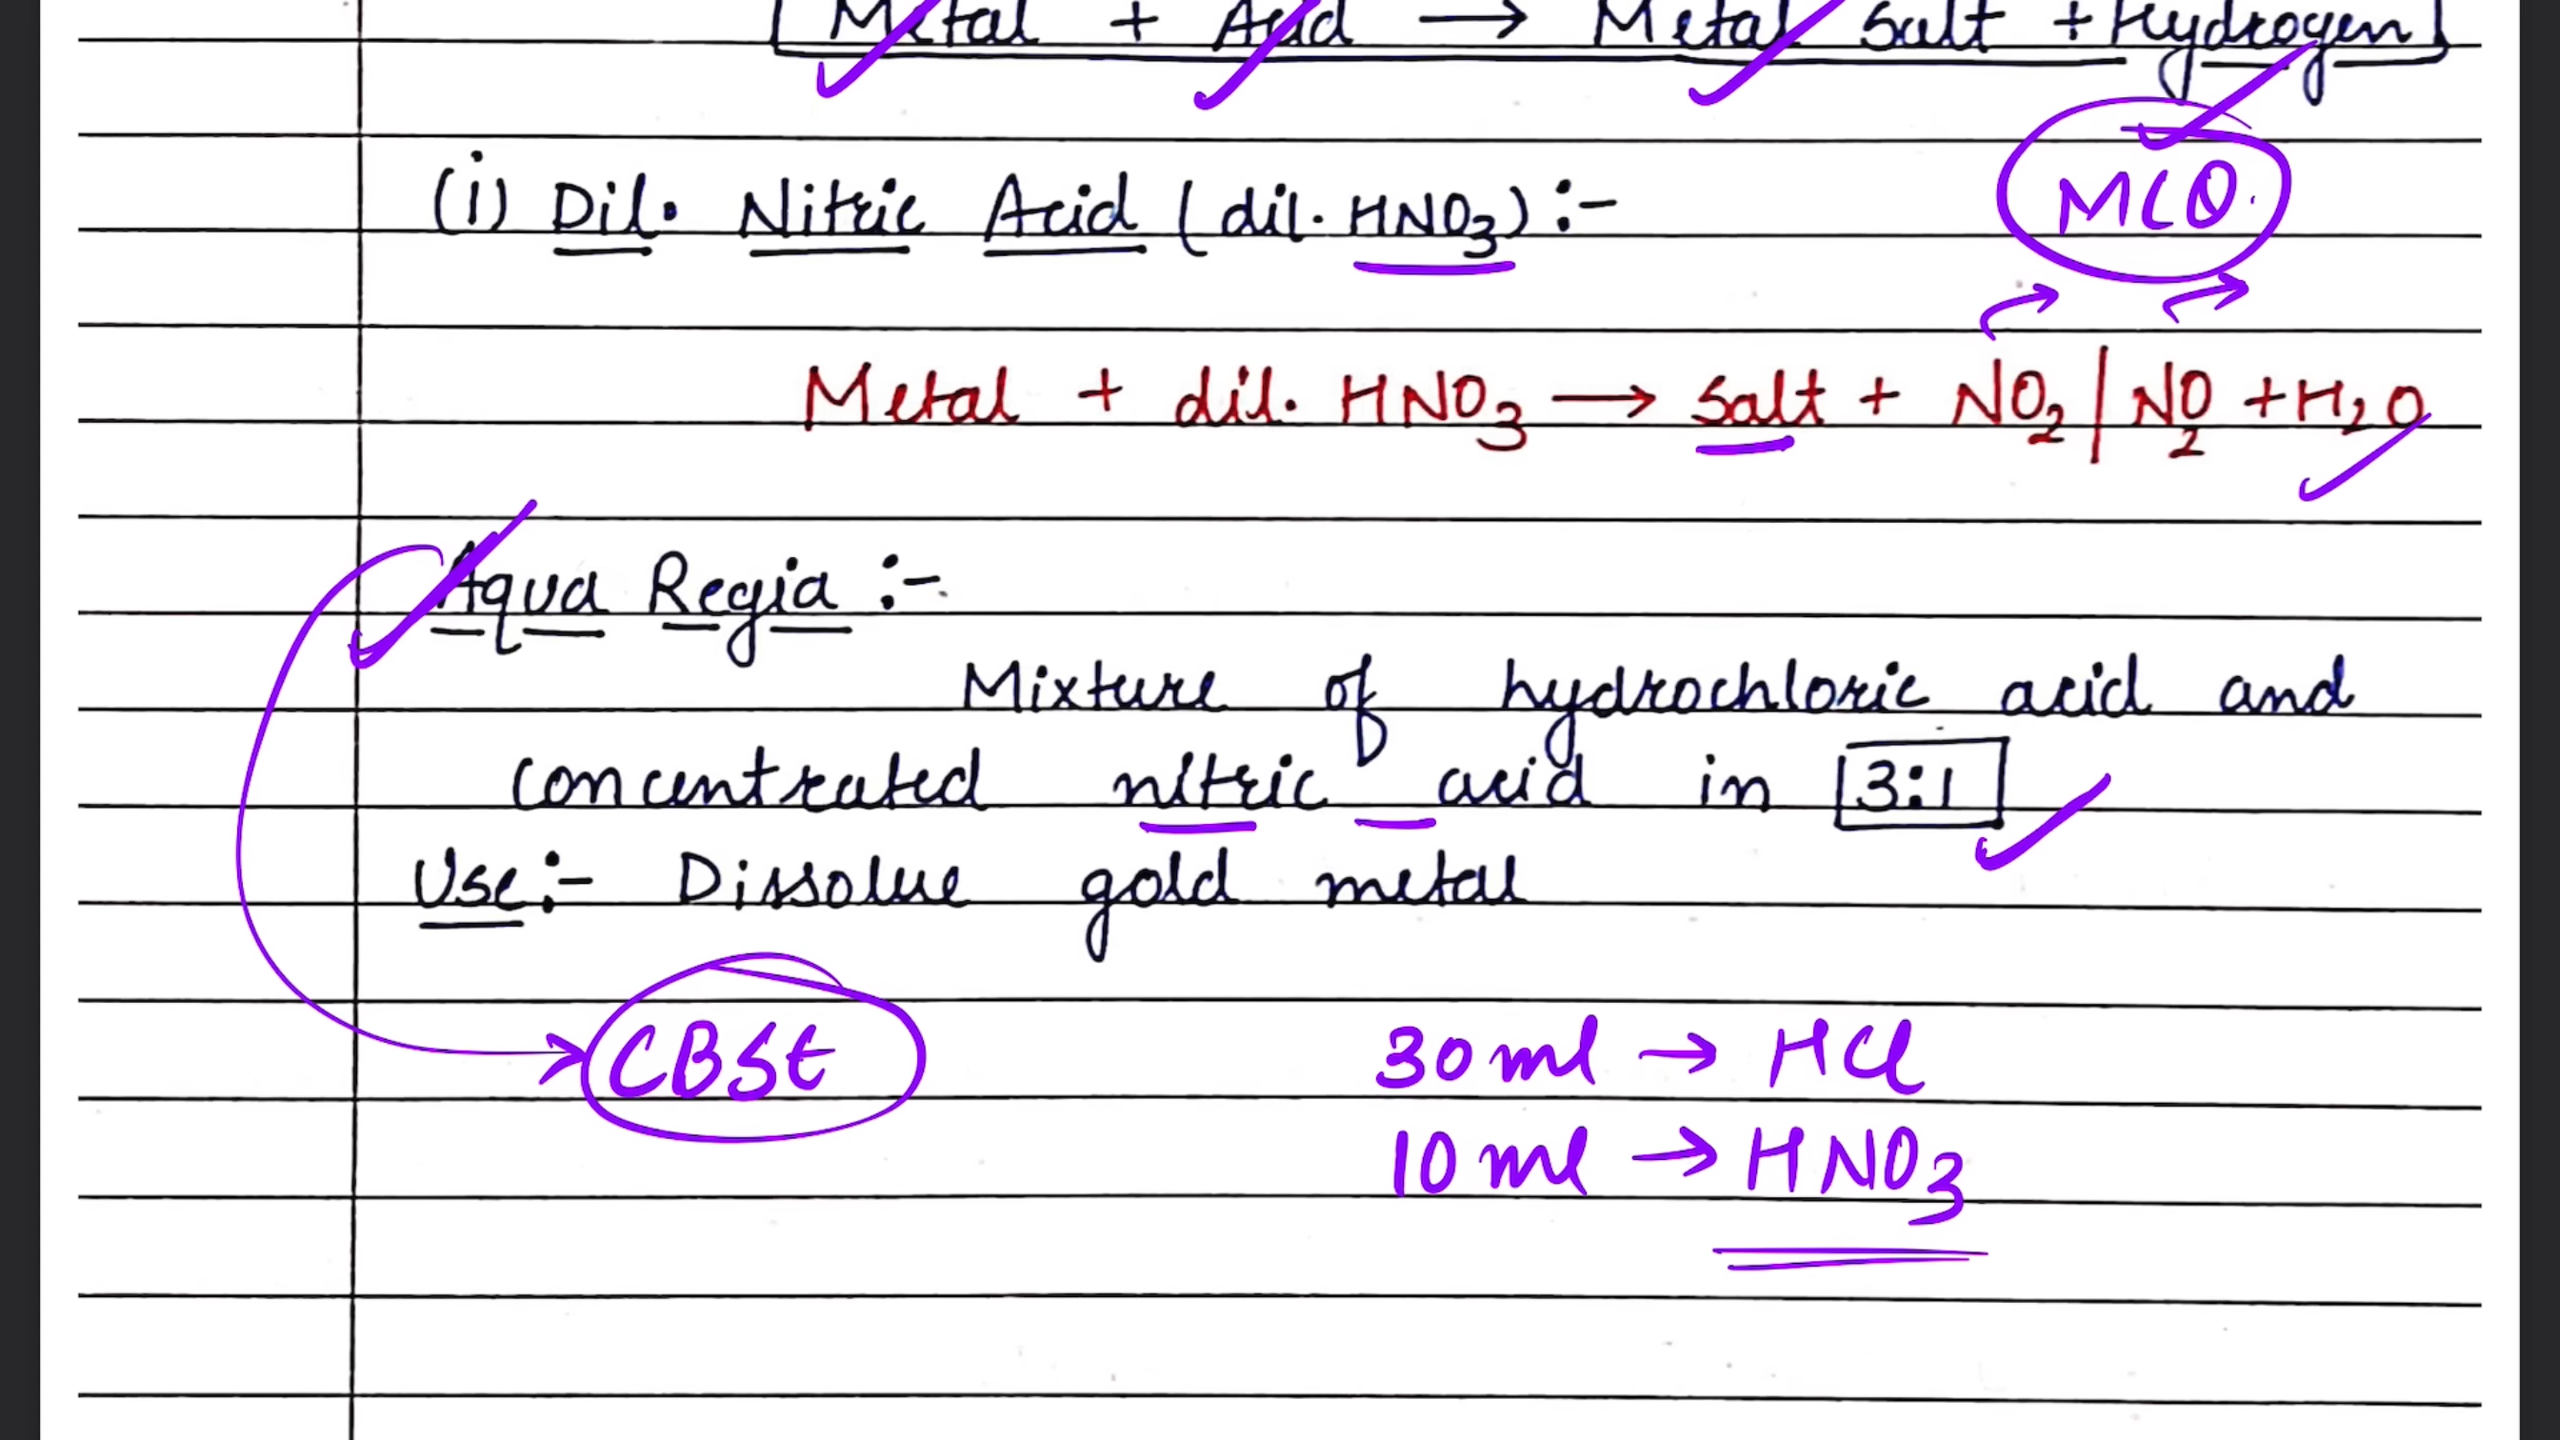 Metal + Acid → Metal Salt + Hydrogen
MCQ.
(i) Dil. Nitric Acid (dil. HNO3) :-
Metal + dil. HNO3 → Salt + NO2 / NO2 + H2O
Aqua Regia :-
Mixture of hydrochloric acid and
concentrated nitric acid in 3:1
Use :- Dissolve gold metal
CBSE
30 ml → HCl
10 ml → HNO3